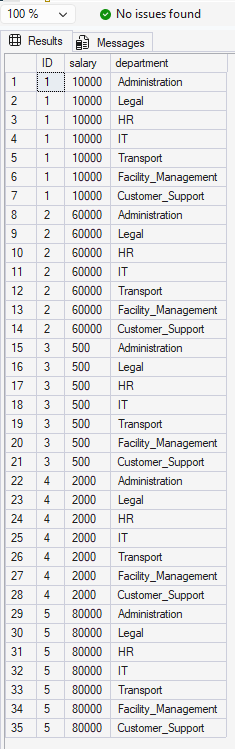 100 % No issues found
Results Messages
ID salary department
1 1 10000 Administration
2 1 10000 Legal
3 1 10000 HR
4 1 10000 IT
5 1 10000 Transport
6 1 10000 Facility_Management
7 1 10000 Customer_Support
8 2 60000 Administration
9 2 60000 Legal
10 2 60000 HR
11 2 60000 IT
12 2 60000 Transport
13 2 60000 Facility_Management
14 2 60000 Customer_Support
15 3 500 Administration
16 3 500 Legal
17 3 500 HR
18 3 500 IT
19 3 500 Transport
20 3 500 Facility_Management
21 3 500 Customer_Support
22 4 2000 Administration
23 4 2000 Legal
24 4 2000 HR
25 4 2000 IT
26 4 2000 Transport
27 4 2000 Facility_Management
28 4 2000 Customer_Support
29 5 80000 Administration
30 5 80000 Legal
31 5 80000 HR
32 5 80000 IT
33 5 80000 Transport
34 5 80000 Facility_Management
35 5 80000 Customer_Support